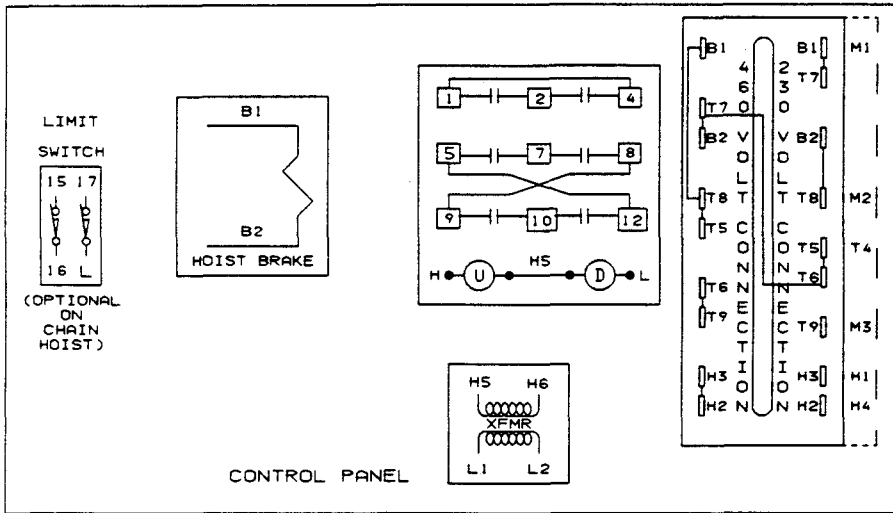 LIMIT
SWITCH
15 17
16 L
(OPTIONAL
ON
CHAIN
HOIST)
B1
B2
HOIST BRAKE
1 2 4
5 7 8
9 10 12
H U H5 D L
H5 H6
XFMR
L1 L2
CONTROL PANEL
460 VOLT CONNECTION
B1
T7
B2
T8
T5
T6
T9
H3
H2
230 VOLT CONNECTION
B1 M1
T7
B2
T8 M2
T5 T4
T6
T9 M3
H3 H1
H2 H4